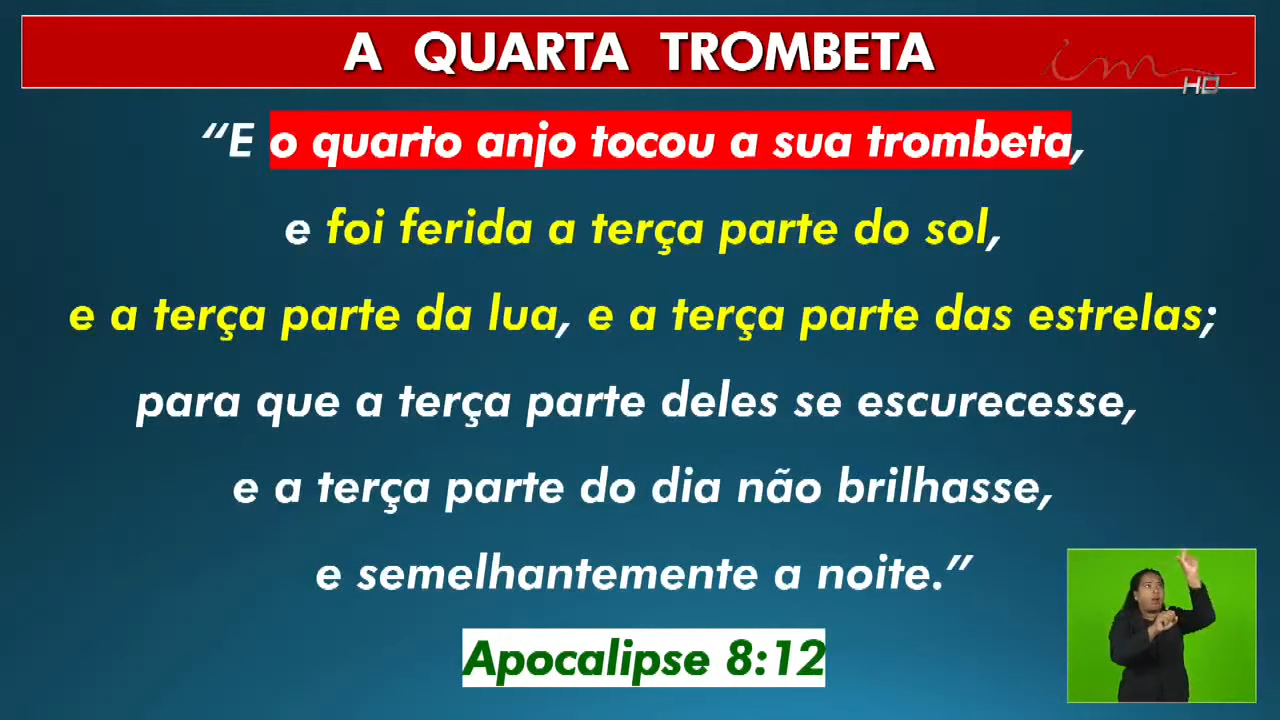 A QUARTA TROMBETA
im
HD
“E o quarto anjo tocou a sua trombeta,
e foi ferida a terça parte do sol,
e a terça parte da lua, e a terça parte das estrelas;
para que a terça parte deles se escurecesse,
e a terça parte do dia não brilhasse,
e semelhantemente a noite.”
Apocalipse 8:12